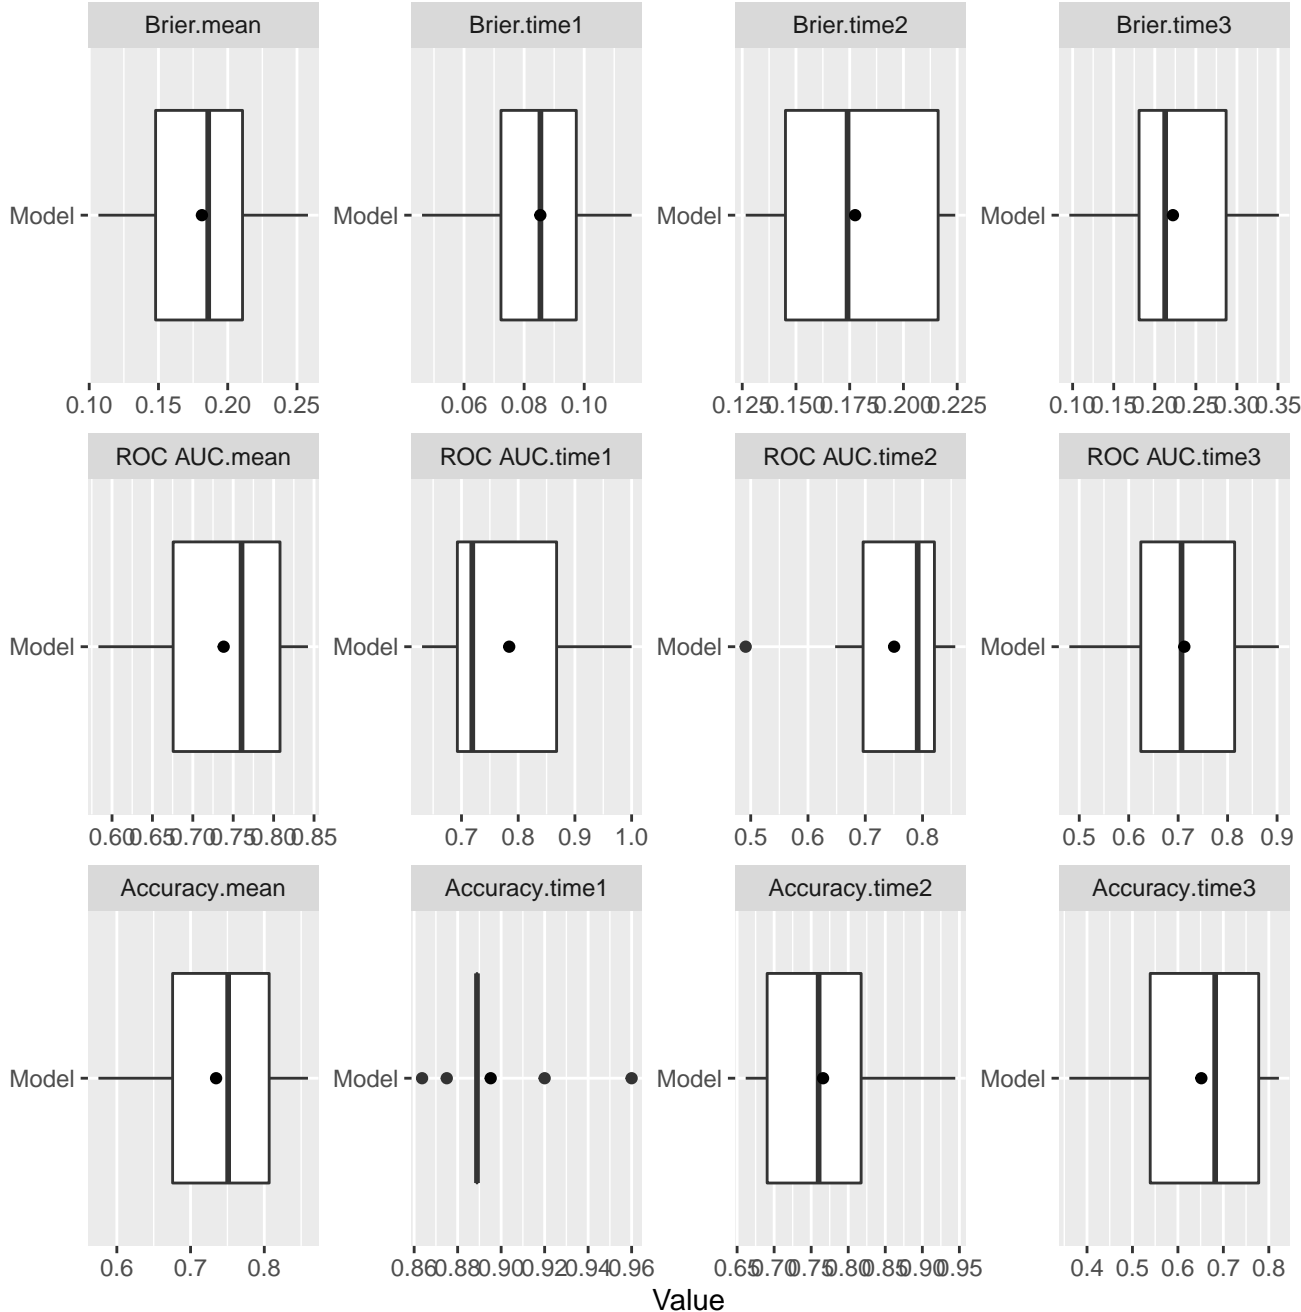 Brier.mean Brier.time1 Brier.time2 Brier.time3
Model Model Model Model
0.10 0.15 0.20 0.25 0.06 0.08 0.10 0.125 0.150 0.175 0.200 0.225 0.10 0.15 0.20 0.25 0.30 0.35
ROC AUC.mean ROC AUC.time1 ROC AUC.time2 ROC AUC.time3
Model Model Model Model
0.60 0.65 0.70 0.75 0.80 0.85 0.7 0.8 0.9 1.0 0.5 0.6 0.7 0.8 0.5 0.6 0.7 0.8 0.9
Accuracy.mean Accuracy.time1 Accuracy.time2 Accuracy.time3
Model Model Model Model
0.6 0.7 0.8 0.86 0.88 0.90 0.92 0.94 0.96 0.65 0.70 0.75 0.80 0.85 0.90 0.95 0.4 0.5 0.6 0.7 0.8
Value